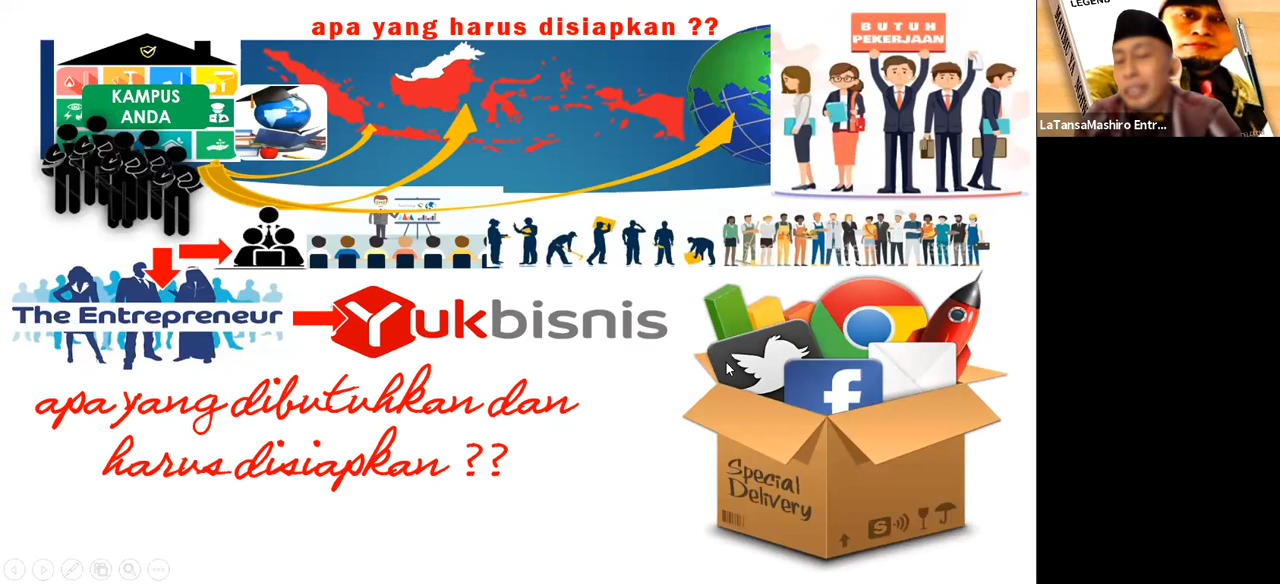 apa yang harus disiapkan ??
BUTUH
PEKERJAAN
LEGEND
KAMPUS
ANDA
LaTansaMashiro Entr...
The Entrepreneur
Yukbisnis
apa yang dibutuhkan dan
harus disiapkan ??
Special
Delivery